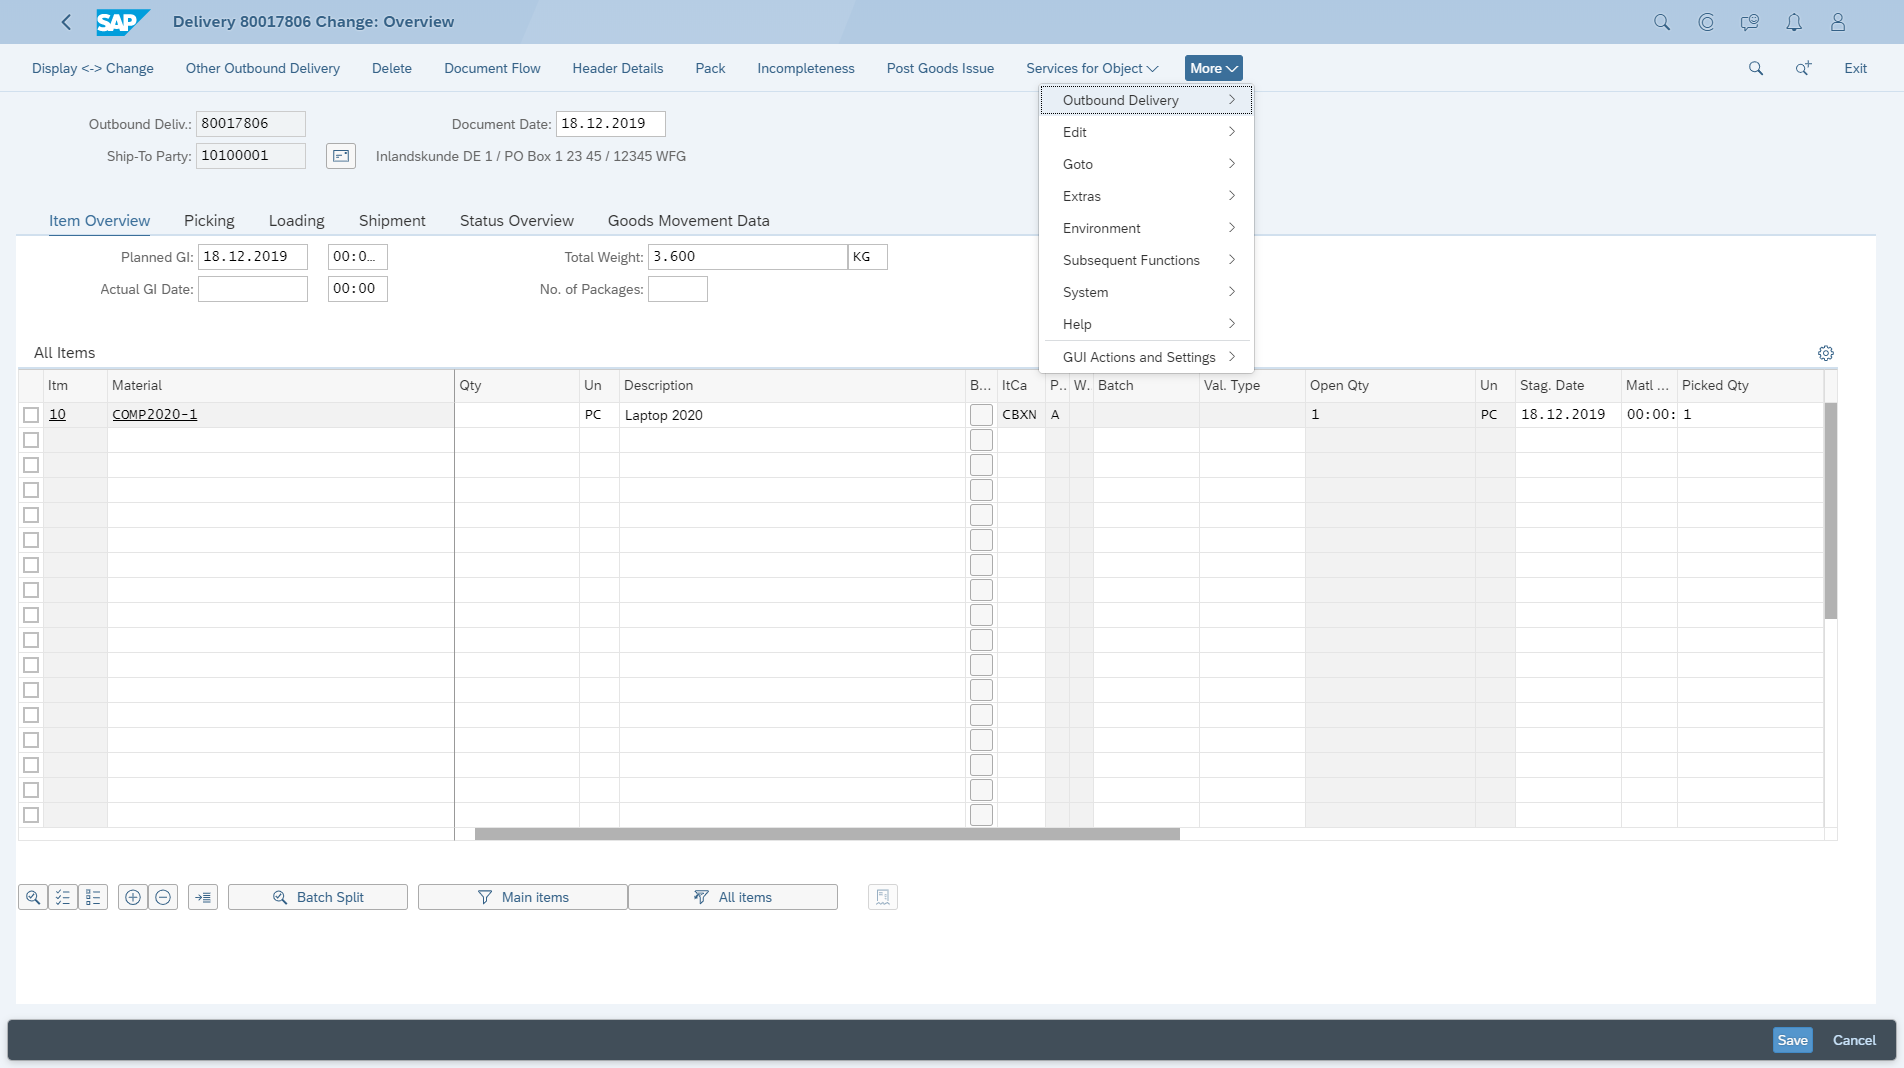 SAP Delivery 80017806 Change: Overview
Display <-> Change Other Outbound Delivery Delete Document Flow Header Details Pack Incompleteness Post Goods Issue Services for Object More Exit
Outbound Delivery
Edit
Goto
Extras
Environment
Subsequent Functions
System
Help
GUI Actions and Settings
Outbound Deliv.: 80017806 Document Date: 18.12.2019
Ship-To Party: 10100001 Inlandskunde DE 1 / PO Box 1 23 45 / 12345 WFG
Item Overview Picking Loading Shipment Status Overview Goods Movement Data
Planned GI: 18.12.2019 00:0... Total Weight: 3.600 KG
Actual GI Date: 00:00 No. of Packages:
All Items
Itm Material Qty Un Description B... ItCa P.. W.. Batch Val. Type Open Qty Un Stag. Date Matl ... Picked Qty
10 COMP2020-1 PC Laptop 2020 CBXN A 1 PC 18.12.2019 00:00: 1
Batch Split Main items All items
Save Cancel